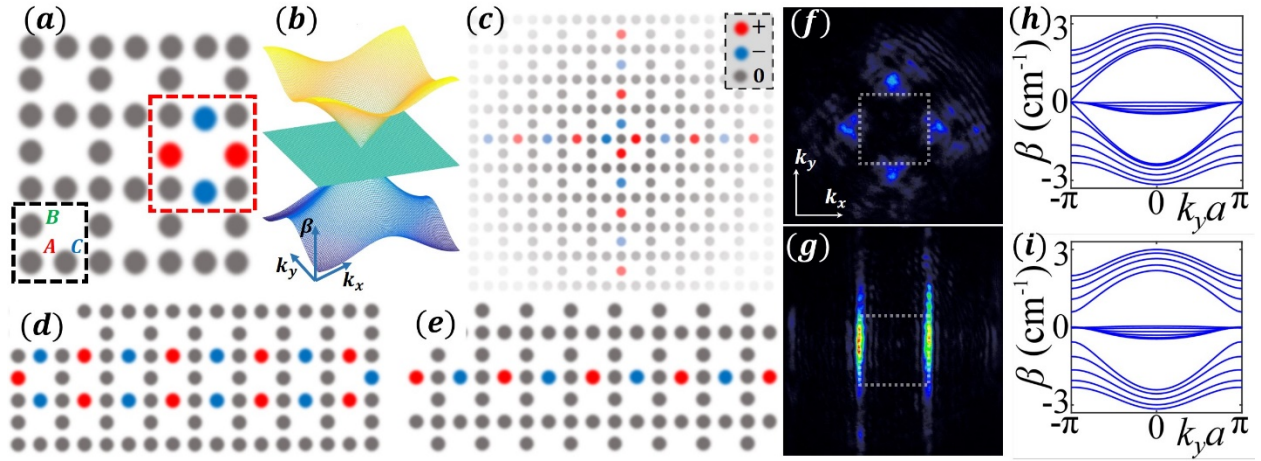 (a)
B
A C
(b)
β
k_y
k_x
(c)
+
−
0
(d)
(e)
(f)
k_y
k_x
(g)
(h)
β (cm⁻¹)
3
0
-3
-π 0 k_ya π
(i)
β (cm⁻¹)
3
0
-3
-π 0 k_ya π